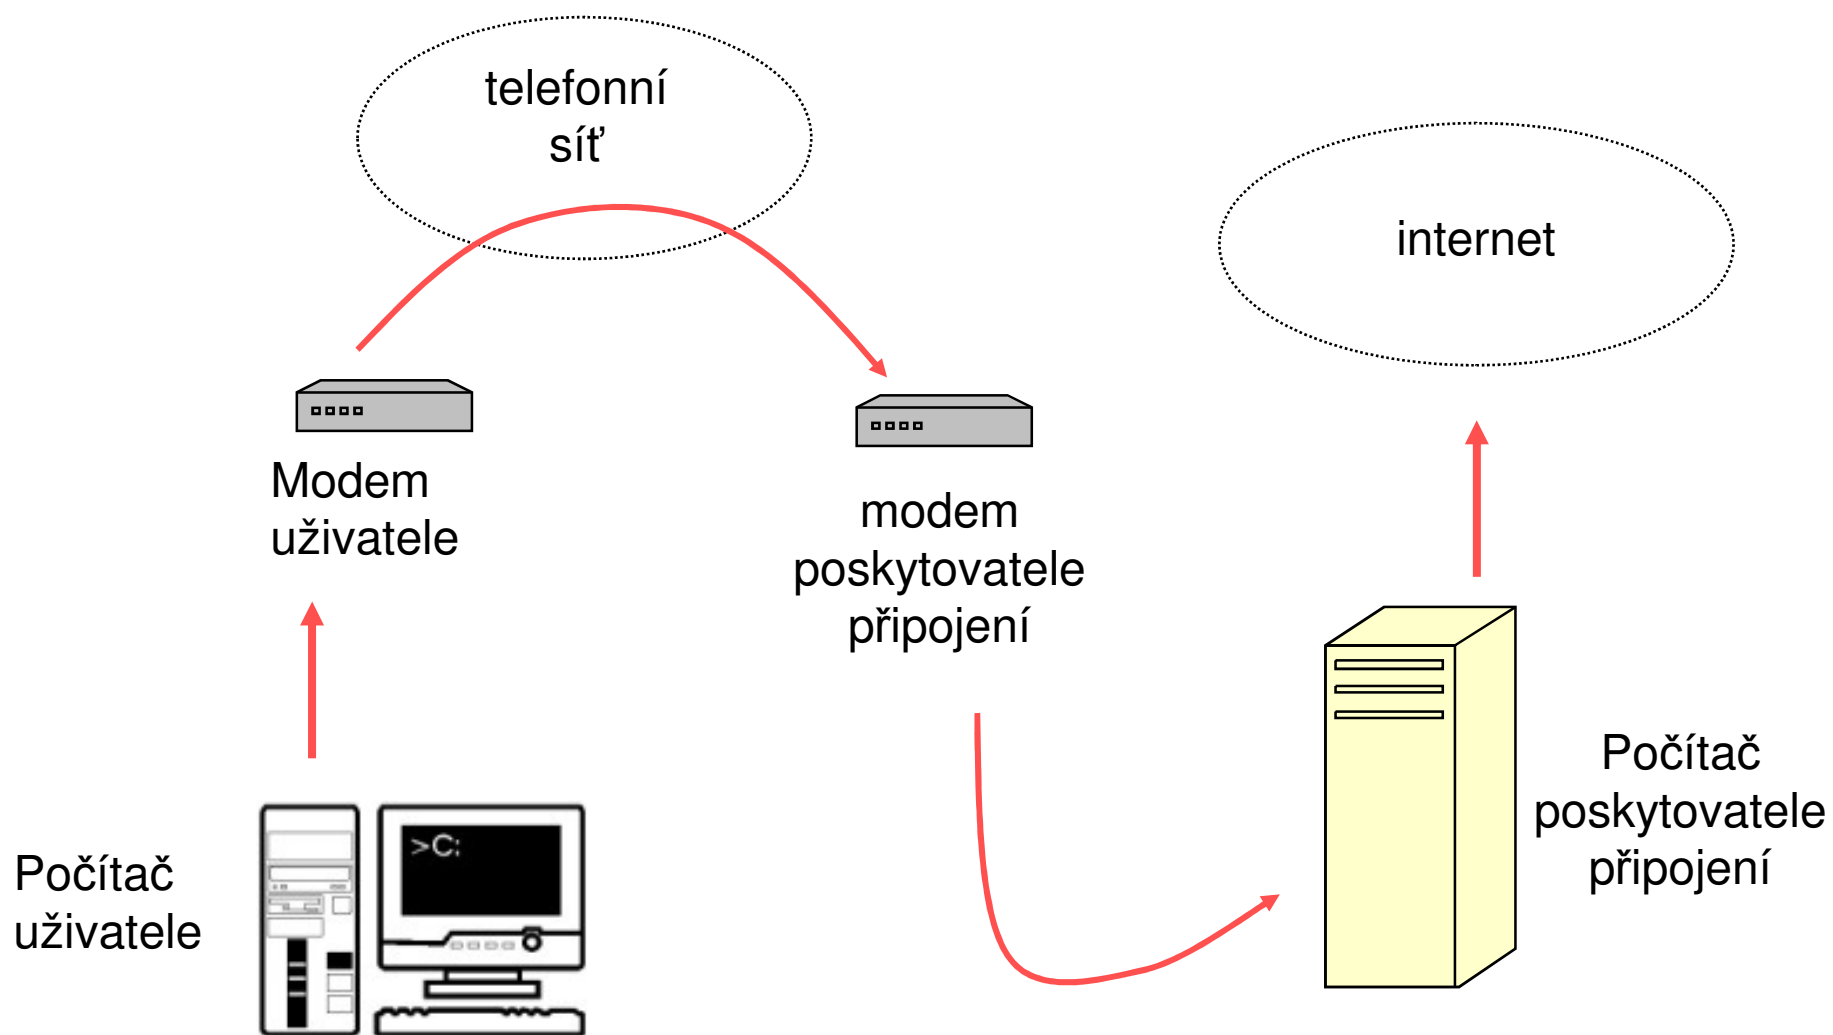 telefonní
síť
internet
Modem
uživatele
modem
poskytovatele
připojení
Počítač
poskytovatele
připojení
>C:
Počítač
uživatele